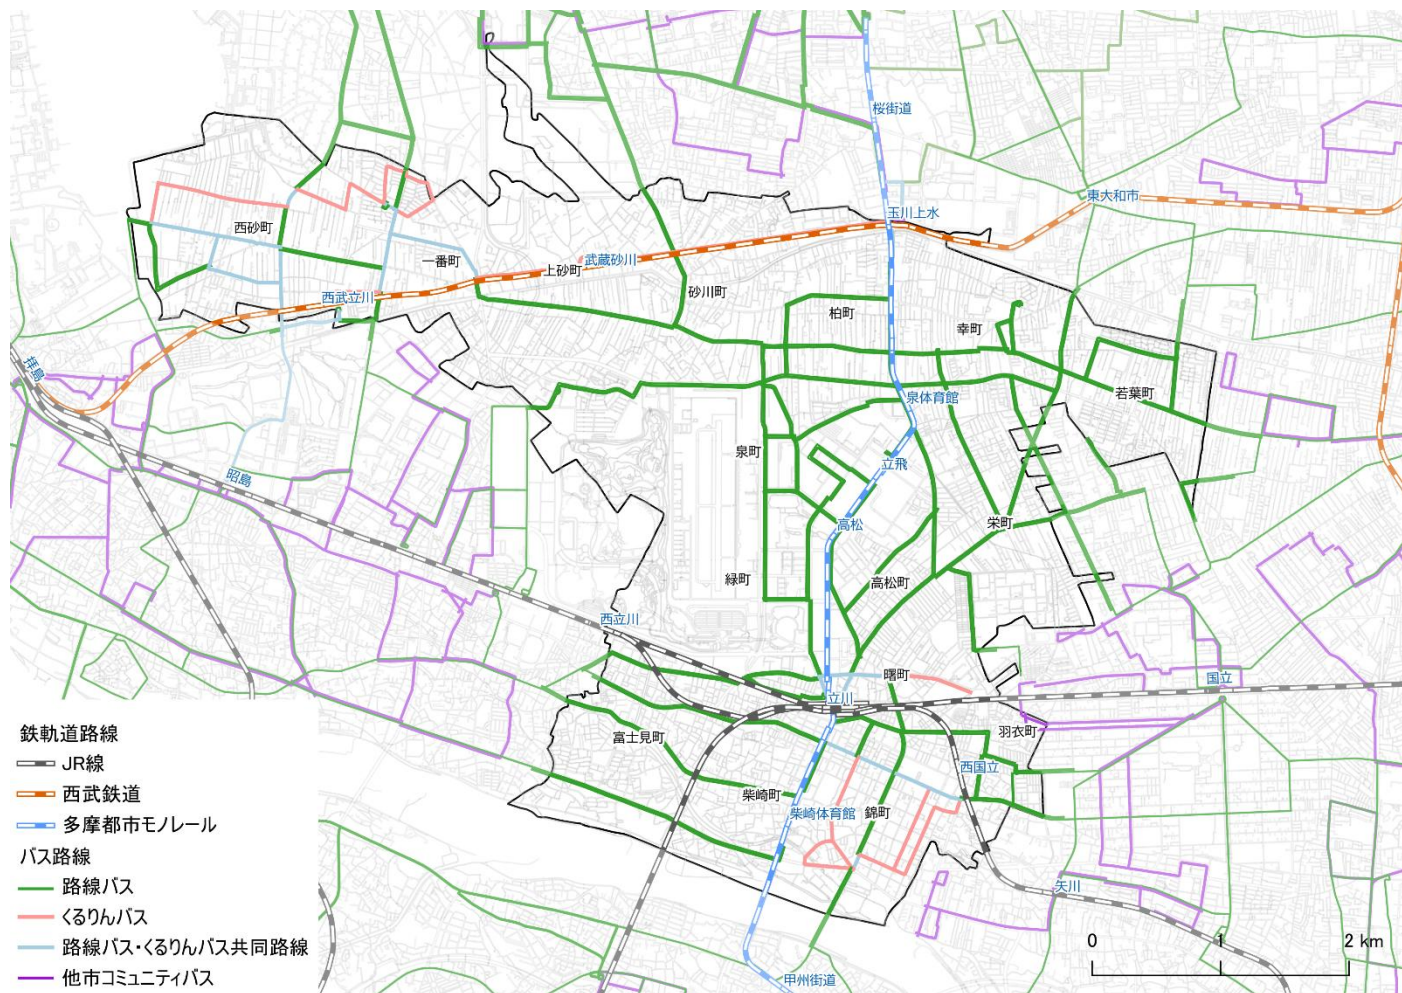 桜街道
東大和市
玉川上水
西砂町
一番町
上砂町
武蔵砂川
西武立川
砂川町
柏町
幸町
拝島
若葉町
泉体育館
泉町
立飛
昭島
高松
栄町
緑町
高松町
西立川
曙町
国立
立川
羽衣町
富士見町
西国立
柴崎町
柴崎体育館
錦町
矢川
甲州街道
鉄軌道路線
JR線
西武鉄道
多摩都市モノレール
バス路線
路線バス
くるりんバス
路線バス・くるりんバス共同路線
他市コミュニティバス
0 1 2 km